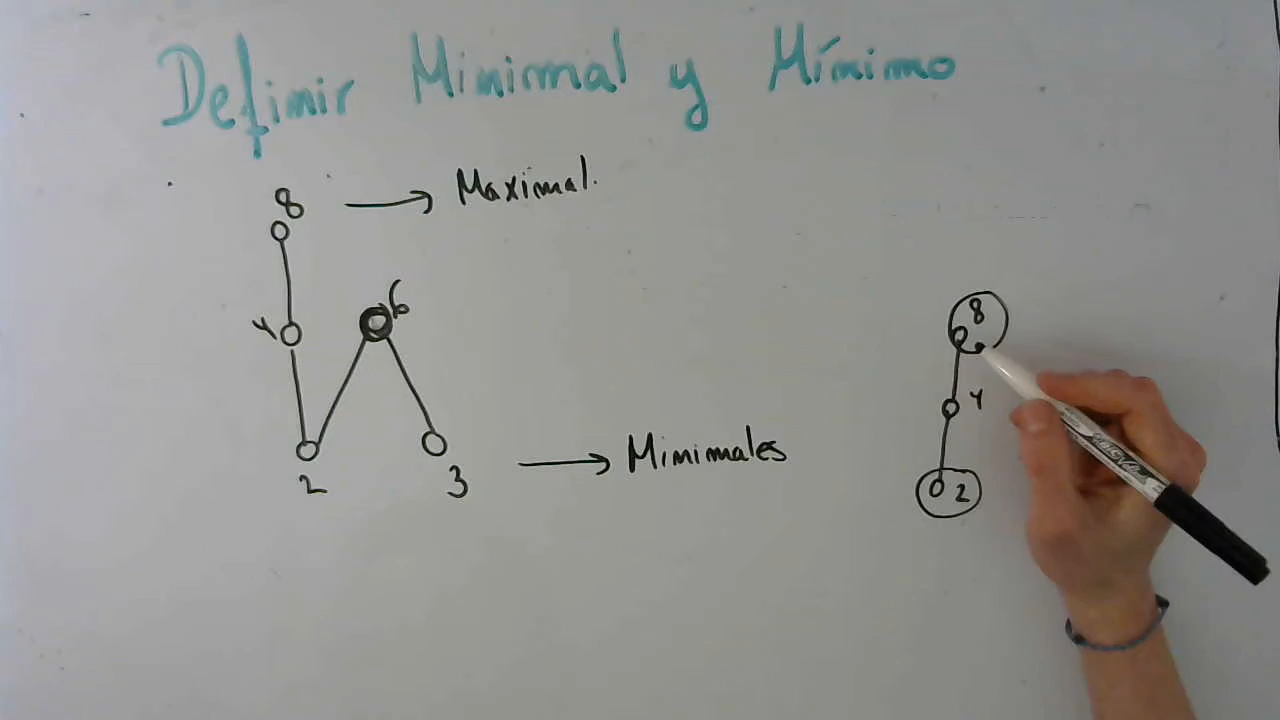 Definir Minimal y Mínimo
8 → Maximal.
6
4
2
3
→ Minimales
8
4
2